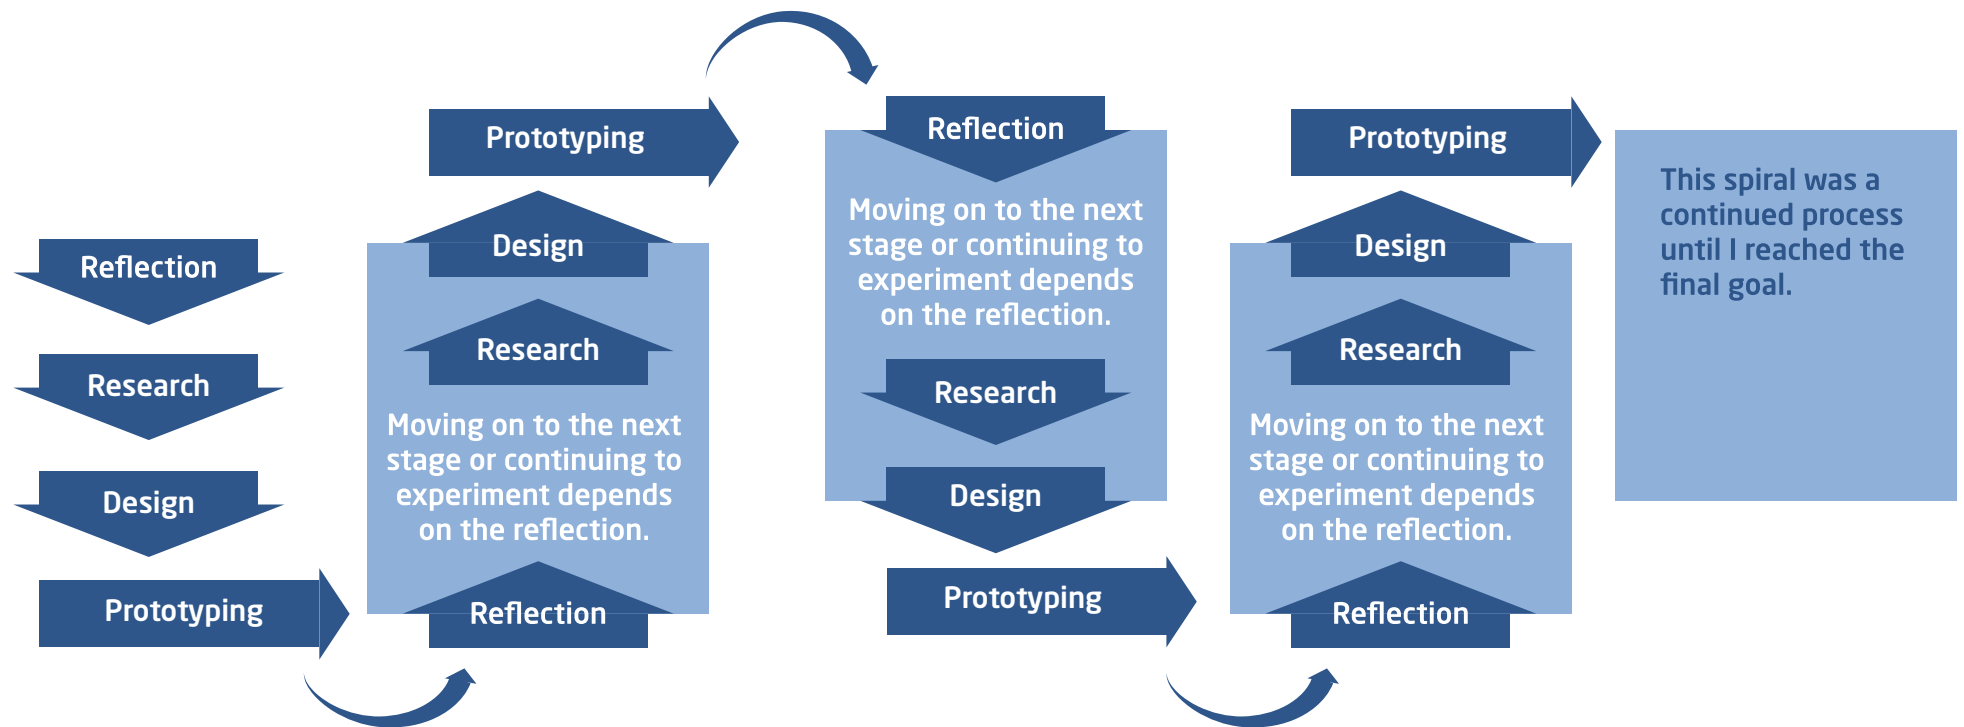 Reflection
Research
Design
Prototyping
Prototyping
Design
Research
Moving on to the next
stage or continuing to
experiment depends
on the reflection.
Reflection
Reflection
Moving on to the next
stage or continuing to
experiment depends
on the reflection.
Research
Design
Prototyping
Prototyping
Design
Research
Moving on to the next
stage or continuing to
experiment depends
on the reflection.
Reflection
This spiral was a
continued process
until I reached the
final goal.